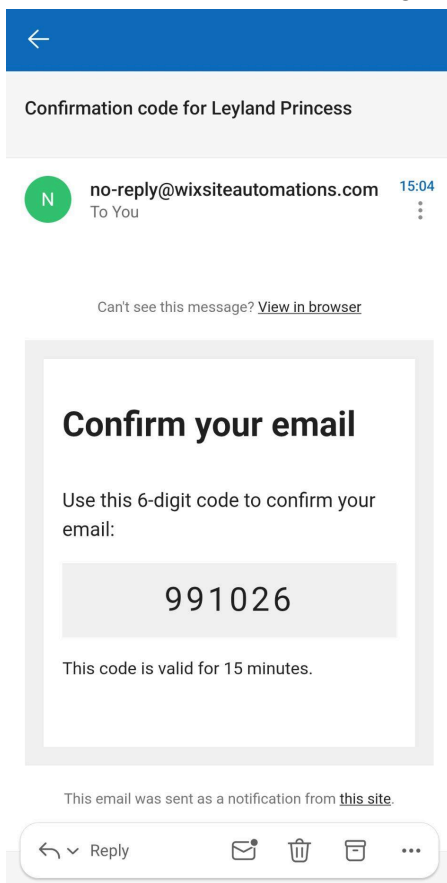 Confirmation code for Leyland Princess
N
no-reply@wixsiteautomations.com 15:04
To You
Can't see this message? View in browser
Confirm your email
Use this 6-digit code to confirm your
email:
991026
This code is valid for 15 minutes.
This email was sent as a notification from this site.
Reply